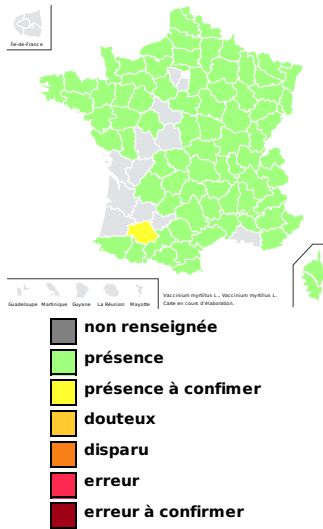 Île-de-France
Guadeloupe Martinique Guyane La Réunion Mayotte
Vaccinium myrtillus L., Vaccinium myrtillus L.
Carte en cours d'élaboration.
non renseignée
présence
présence à confimer
douteux
disparu
erreur
erreur à confirmer